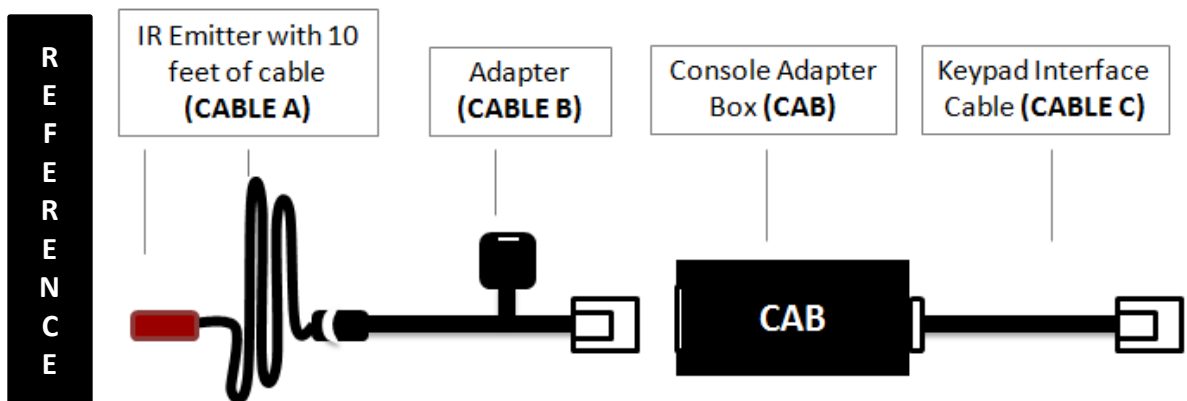 REFERENCE
IR Emitter with 10
feet of cable
(CABLE A)
Adapter
(CABLE B)
Console Adapter
Box (CAB)
Keypad Interface
Cable (CABLE C)
CAB